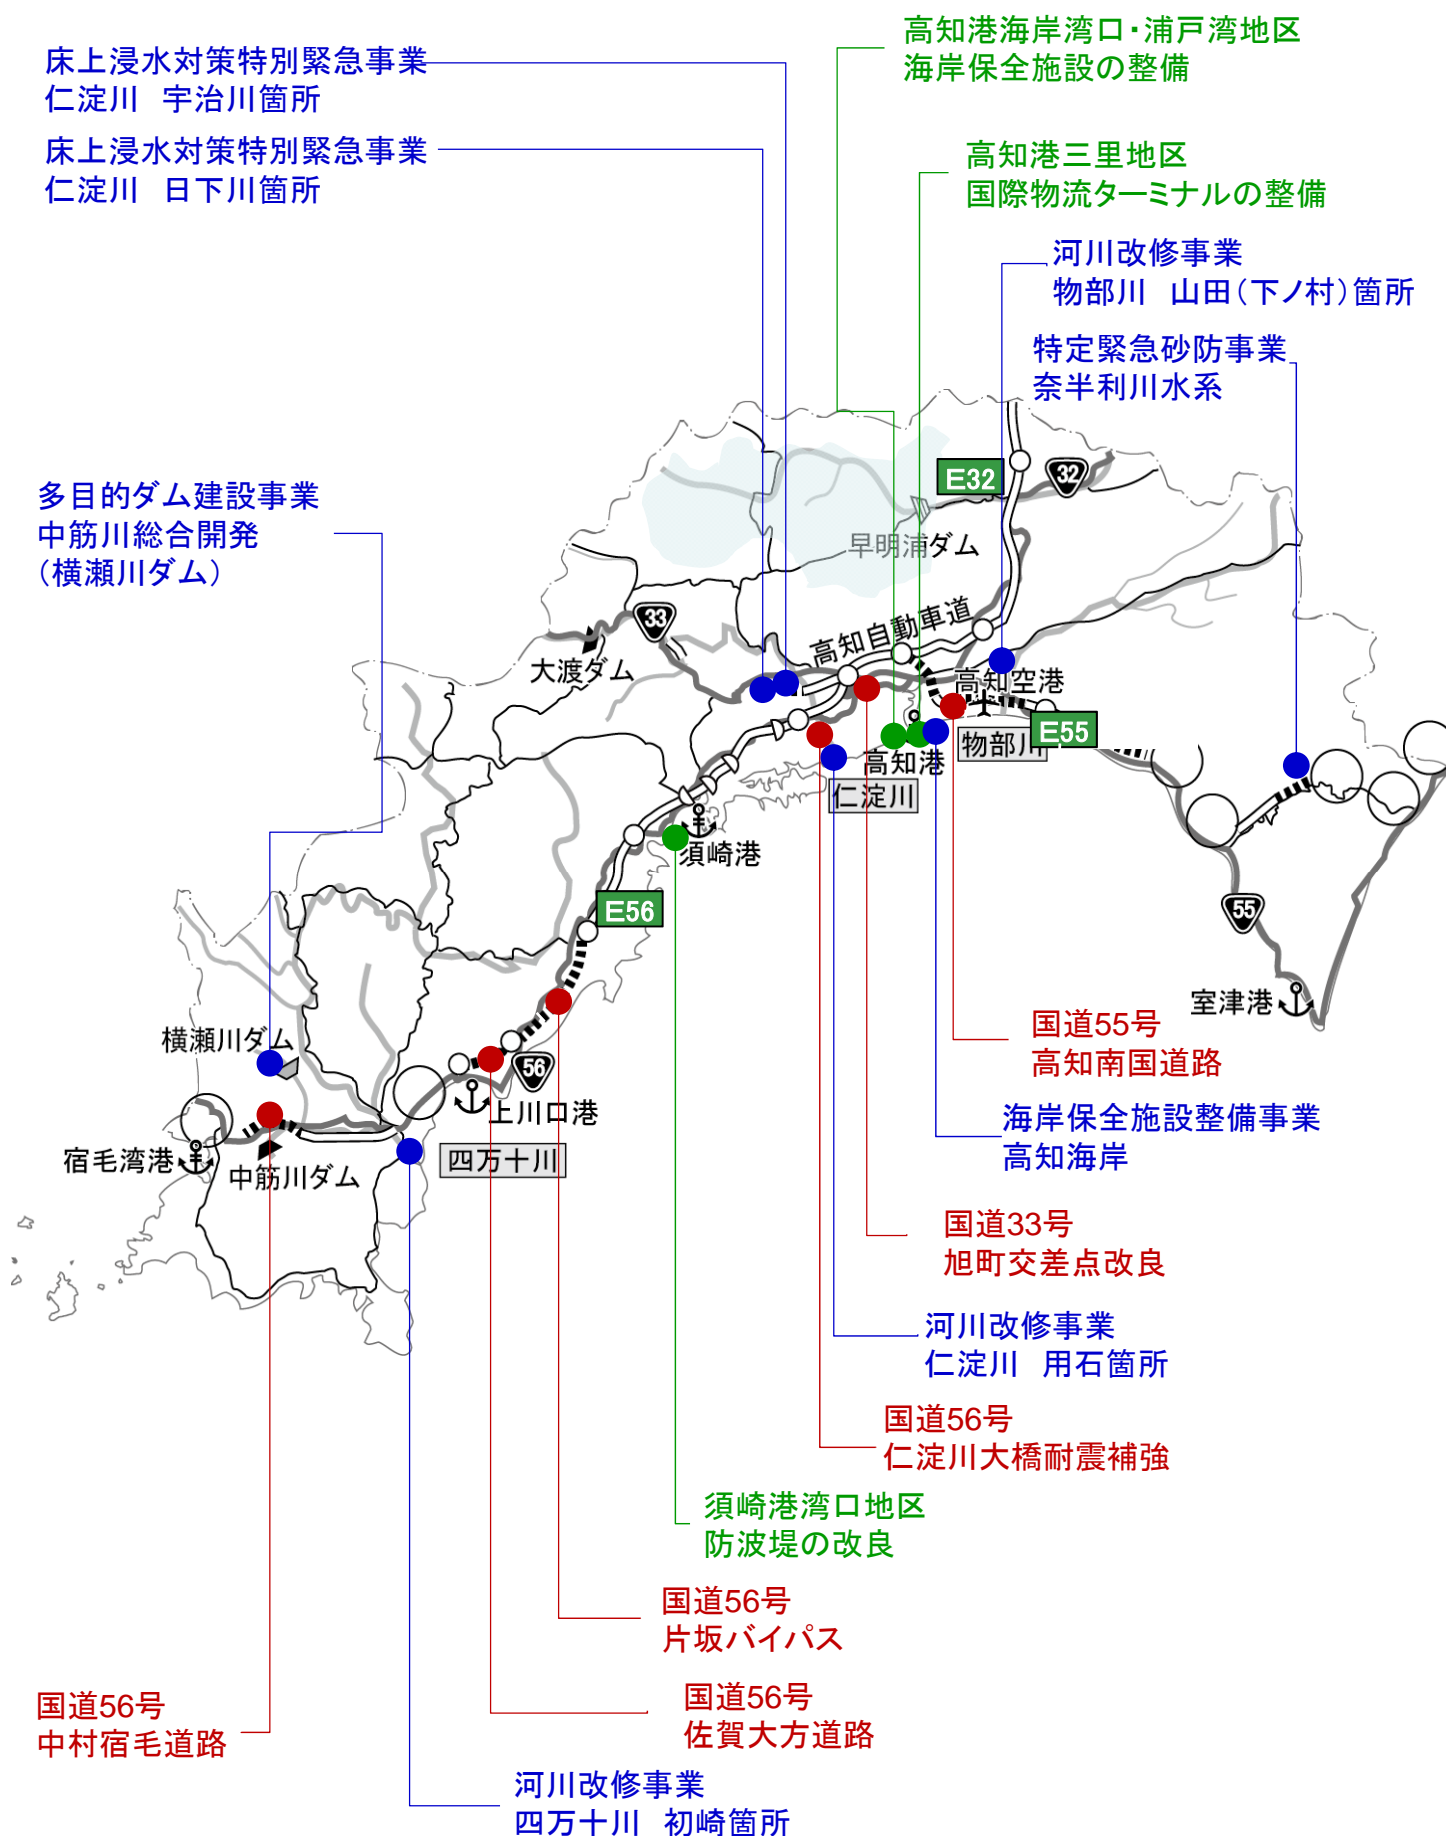 高知港海岸湾口・浦戸湾地区
海岸保全施設の整備
床上浸水対策特別緊急事業
仁淀川　宇治川箇所
床上浸水対策特別緊急事業
仁淀川　日下川箇所
高知港三里地区
国際物流ターミナルの整備
河川改修事業
物部川　山田(下ノ村)箇所
特定緊急砂防事業
奈半利川水系
多目的ダム建設事業
中筋川総合開発
(横瀬川ダム)
E32
32
早明浦ダム
33
高知自動車道
大渡ダム
高知空港
E55
物部川
高知港
仁淀川
須崎港
E56
55
室津港
横瀬川ダム
56
上川口港
宿毛湾港
中筋川ダム
四万十川
国道55号
高知南国道路
海岸保全施設整備事業
高知海岸
国道33号
旭町交差点改良
河川改修事業
仁淀川　用石箇所
国道56号
仁淀川大橋耐震補強
須崎港湾口地区
防波堤の改良
国道56号
片坂バイパス
国道56号
佐賀大方道路
国道56号
中村宿毛道路
河川改修事業
四万十川　初崎箇所